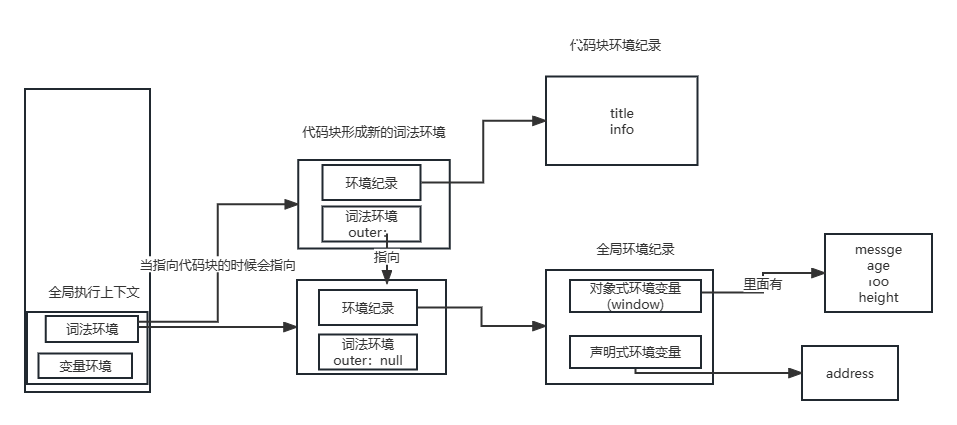 代码块环境纪录
title
info
代码块形成新的词法环境
环境纪录
词法环境
outer:
指向
当指向代码块的时候会指向
全局执行上下文
词法环境
变量环境
环境纪录
词法环境
outer: null
全局环境纪录
对象式环境变量
(window)
声明式环境变量
里面有
messge
age
height
address